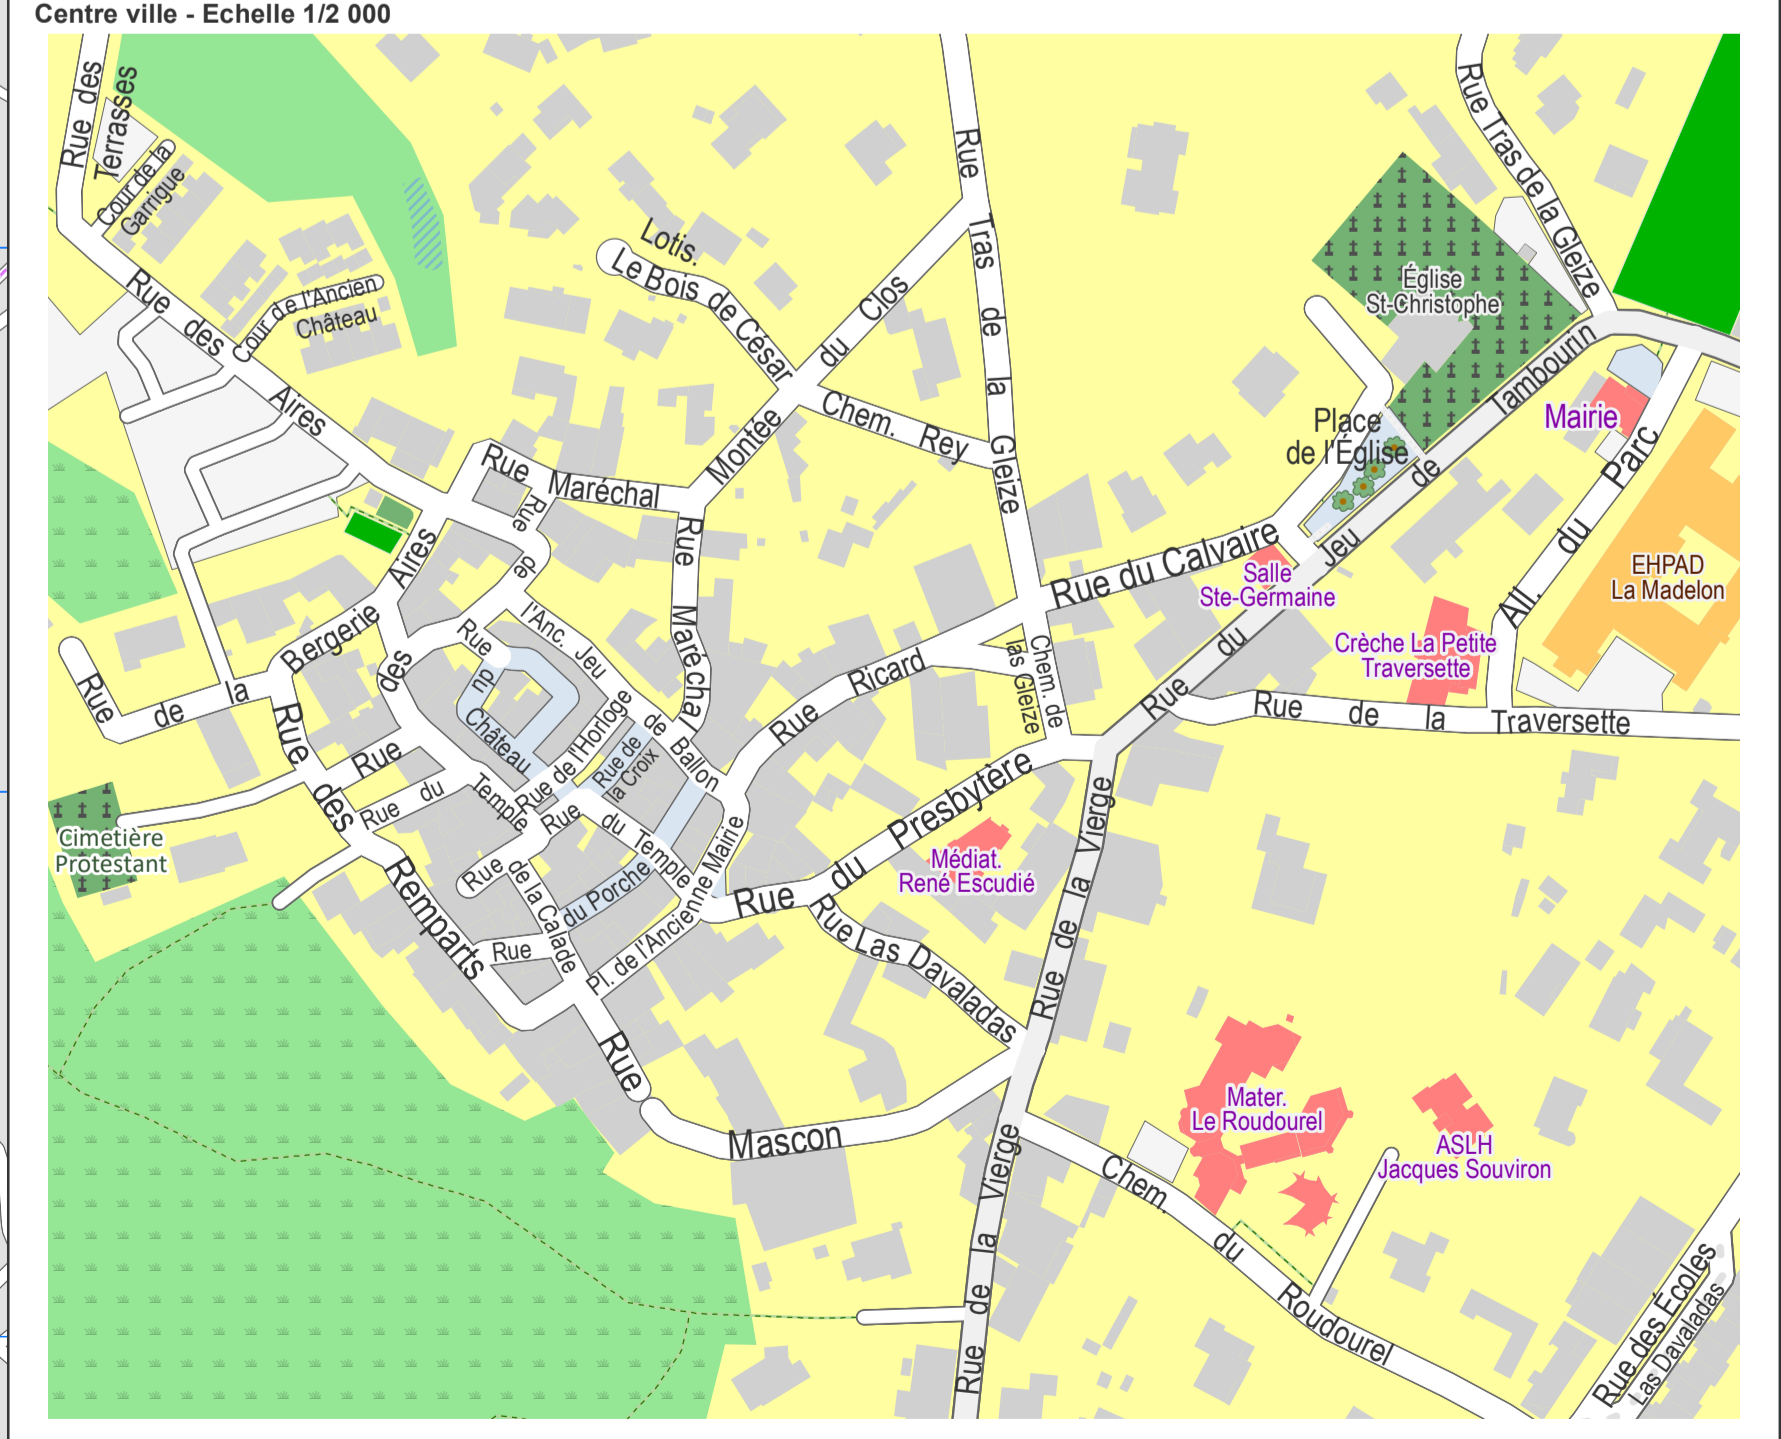 Centre ville - Echelle 1/2 000
Rue des
Terrasses
Cour de la
Garrigue
Rue des Aires
Cour de l'Ancien
Château
Lotis.
Le Bois de César
Montée du Clos
Chem. Rey
Rue Tras de la Gleize
Rue Tras de la Gleize
Église
St-Christophe
Place
de l'Église
Mairie
All. du Parc
EHPAD
La Madelon
Rue du Jeu de Tambourin
Rue du Calvaire
Salle
Ste-Germaine
Crèche La Petite
Traversette
Rue de la Traversette
Rue Maréchal
Rue Maréchal
Rue de l'Anc. Jeu de Ballon
Rue des Aires
Rue de la Bergerie
Rue du Château
Rue de l'Horloge
Rue de
la Croix
Rue Ricard
Chem. de
las Gleize
Rue des Remparts
Rue du Temple
Rue du Temple
Rue de la Calade
Rue du Porche
Pl. de l'Ancienne Mairie
Rue du Presbytère
Médiat.
René Escudié
Rue Las Davaladas
Rue de la Vierge
Rue de la Vierge
Cimetière
Protestant
Rue Mascon
Mater.
Le Roudourel
ASLH
Jacques Souviron
Chem. du Roudourel
Rue des Écoles
Las Davaladas